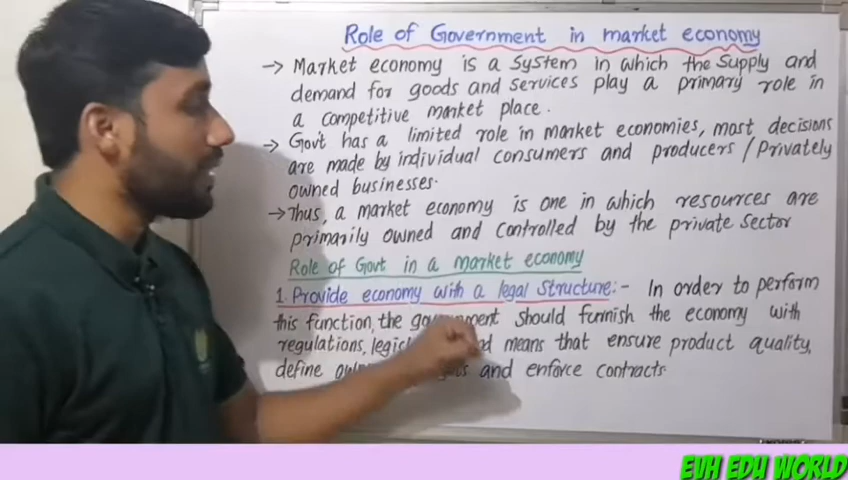 Role of Government in market economy
→ Market economy is a System in which the Supply and
demand for goods and services play a primary role in
a competitive market place.
→ Gov't has a limited role in market economies, most decisions
are made by individual consumers and producers / Privately
owned businesses.
→ Thus, a market economy is one in which resources are
primarily owned and controlled by the private Sector
Role of Govt in a market economy
1. Provide economy with a legal Structure:- In order to perform
this function, the government should furnish the economy with
regulations, means that ensure product quality,
define and enforce contracts
EVH EDU WORLD